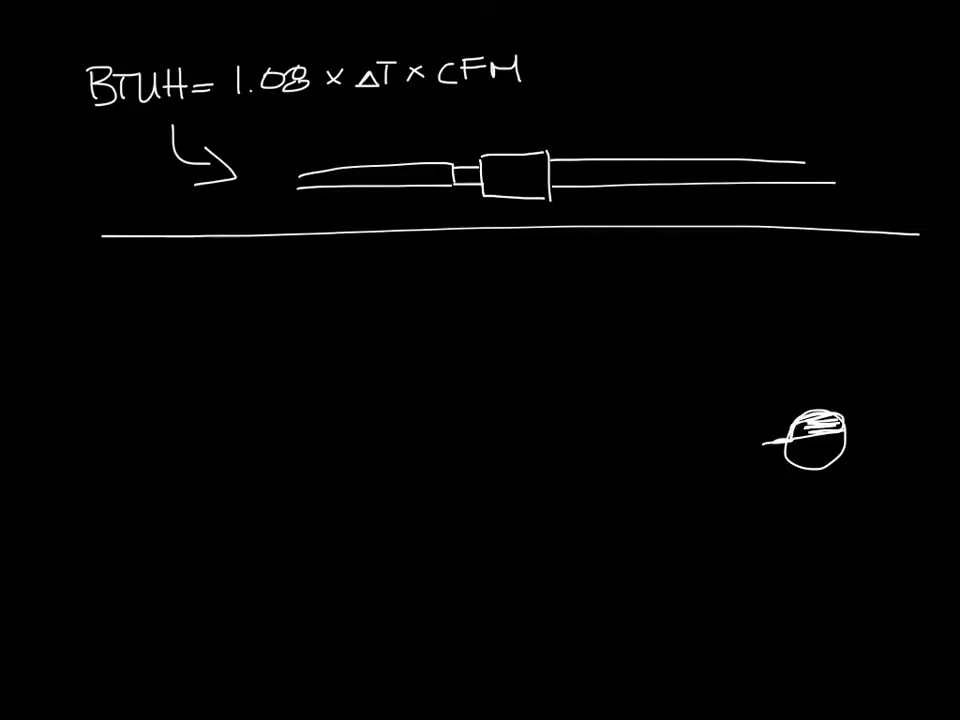 BTUH = 1.08 × ΔT × CFM